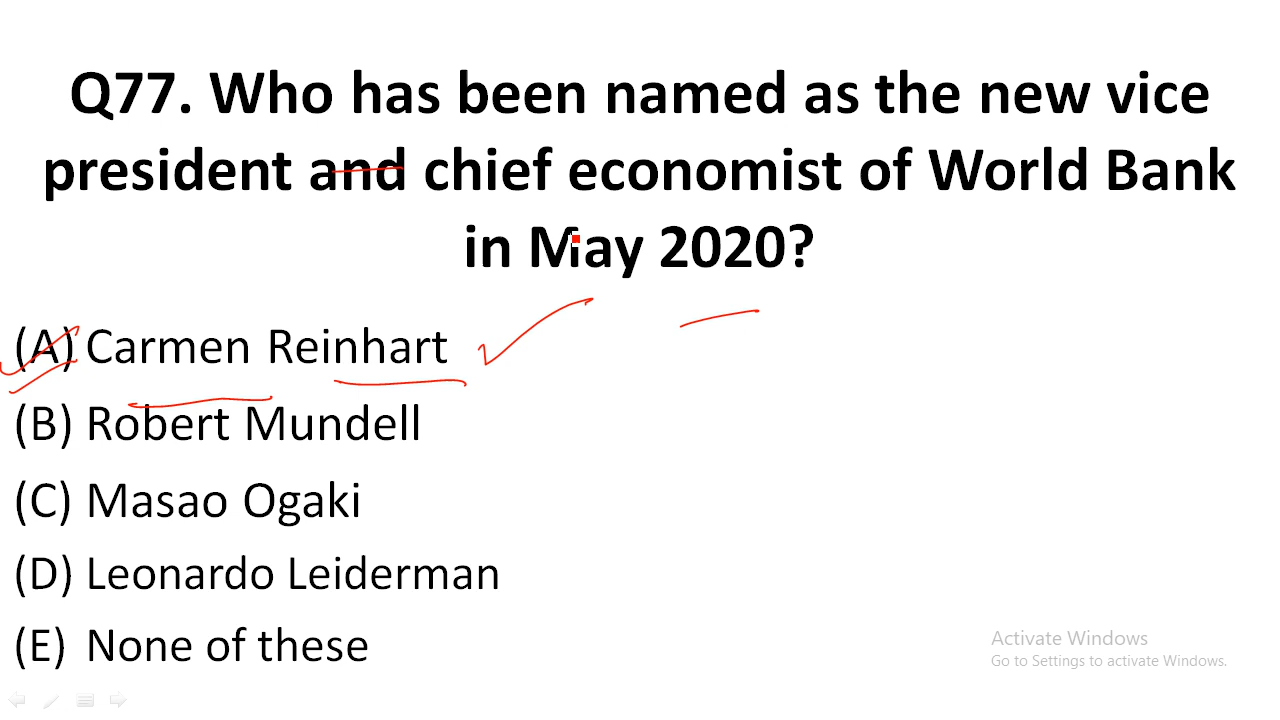 Q77. Who has been named as the new vice
president and chief economist of World Bank
in May 2020?
(A) Carmen Reinhart
(B) Robert Mundell
(C) Masao Ogaki
(D) Leonardo Leiderman
(E) None of these
Activate Windows
Go to Settings to activate Windows.